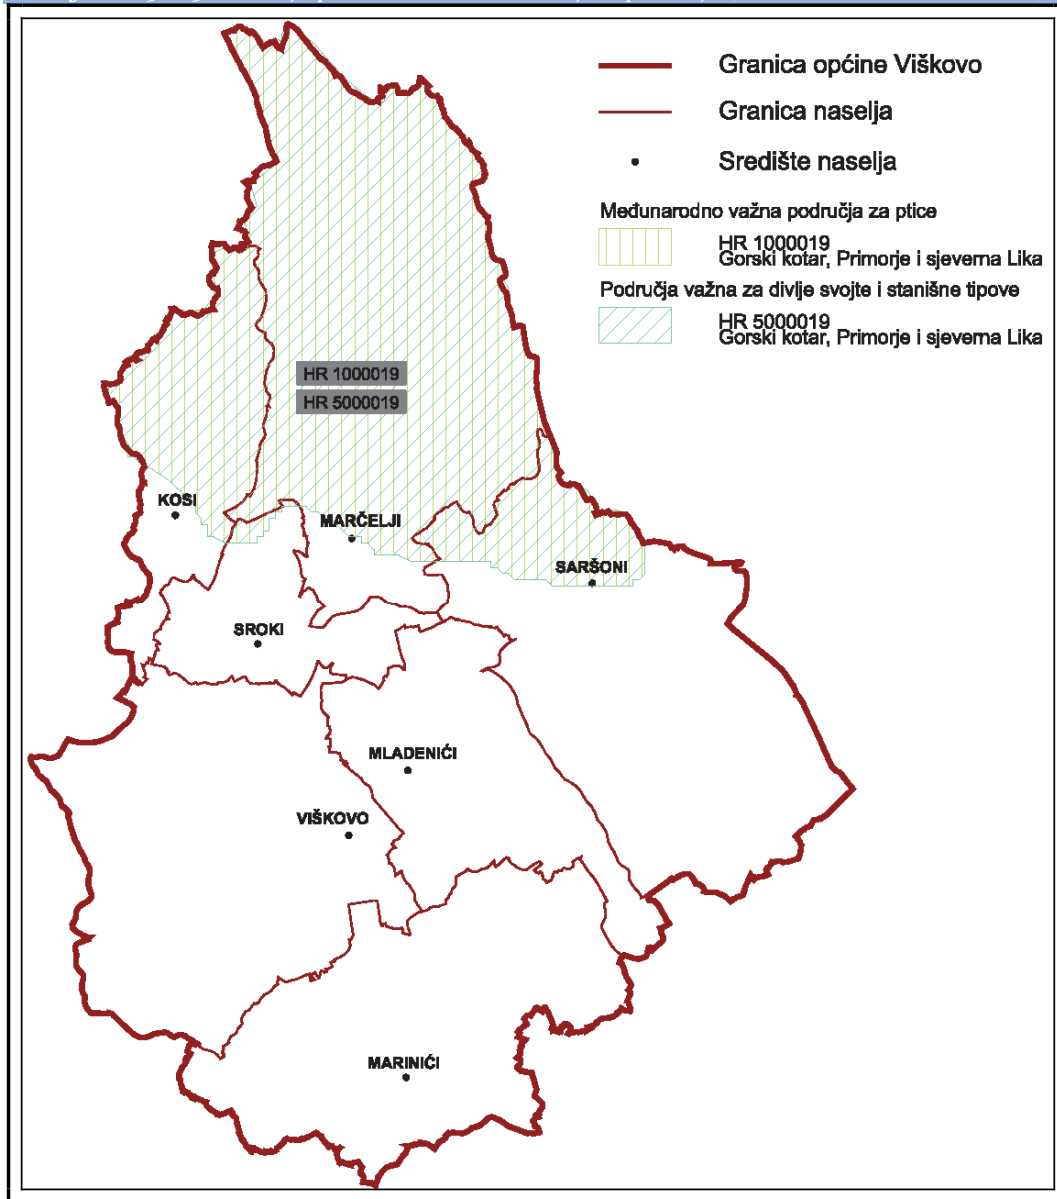 Granica općine Viškovo
Granica naselja
Središte naselja
Međunarodno važna područja za ptice
HR 1000019
Gorski kotar, Primorje i sjeverna Lika
Područja važna za divlje svojte i stanišne tipove
HR 5000019
Gorski kotar, Primorje i sjeverna Lika
HR 1000019
HR 5000019
KOSI
MARČELJI
SARŠONI
SROKI
MLADENIĆI
VIŠKOVO
MARINIĆI